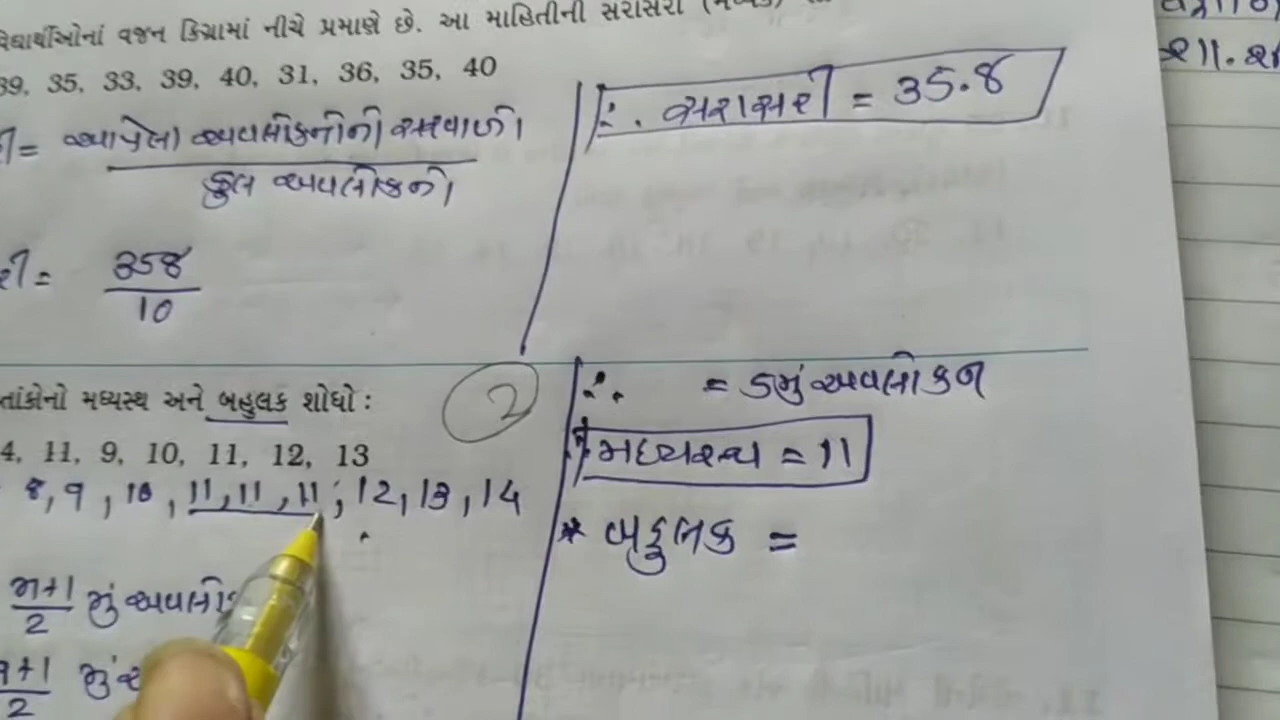 વિદ્યાર્થીઓનાં વજન કિગ્રામાં નીચે પ્રમાણે છે. આ માહિતીની સરાસરી
39, 35, 33, 39, 40, 31, 36, 35, 40
રી = આપેલા અવલોકનોનો સરવાળો
કુલ અવલોકનો
રી = 358
10
∴ સરાસરી = 35.8
તાંકોનો મધ્યસ્થ અને બહુલક શોધો :
4, 11, 9, 10, 11, 12, 13
8, 9, 10, 11, 11, 11, 12, 13, 14
n+1
2 મું
n+1
2 મું
2
∴ = 5મું અવલોકન
મધ્યસ્થ = 11
* બહુલક =